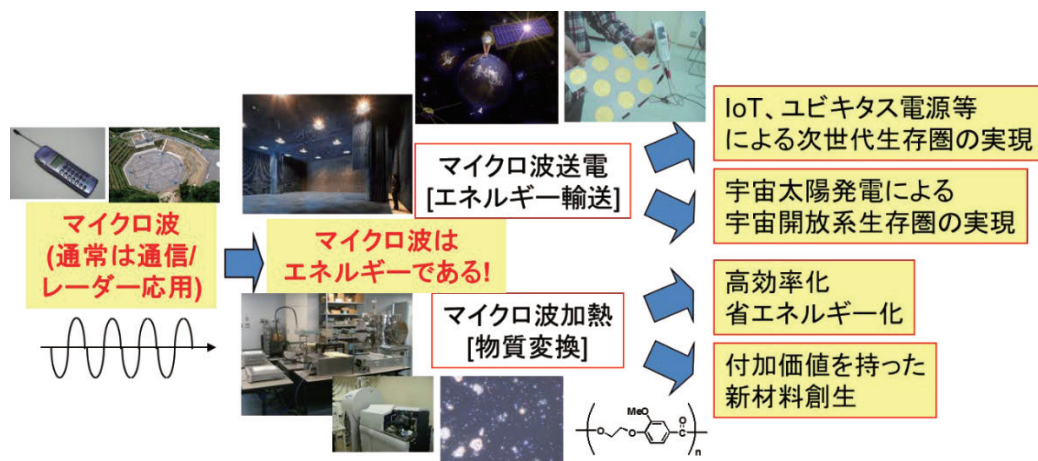 マイクロ波
(通常は通信/
レーダー応用)
マイクロ波は
エネルギーである!
マイクロ波送電
[エネルギー輸送]
マイクロ波加熱
[物質変換]
IoT、ユビキタス電源等
による次世代生存圏の実現
宇宙太陽発電による
宇宙開放系生存圏の実現
高効率化
省エネルギー化
付加価値を持った
新材料創生
MeO
O
O
O
C
n